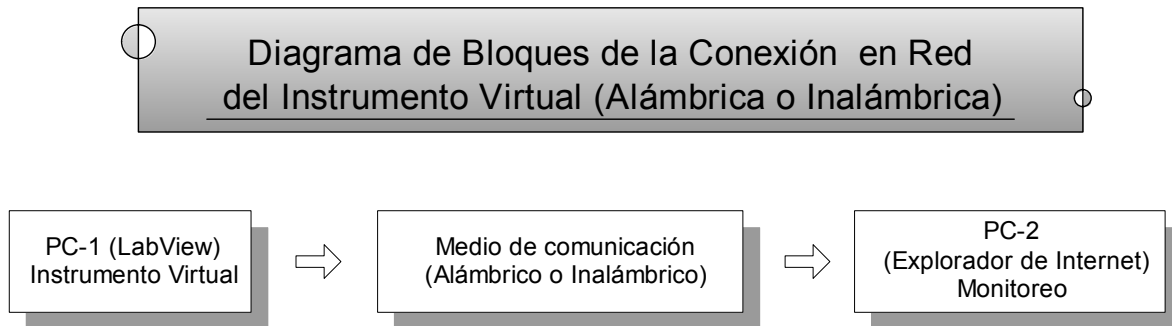 Diagrama de Bloques de la Conexión en Red
del Instrumento Virtual (Alámbrica o Inalámbrica)
PC-1 (LabView)
Instrumento Virtual
Medio de comunicación
(Alámbrico o Inalámbrico)
PC-2
(Explorador de Internet)
Monitoreo